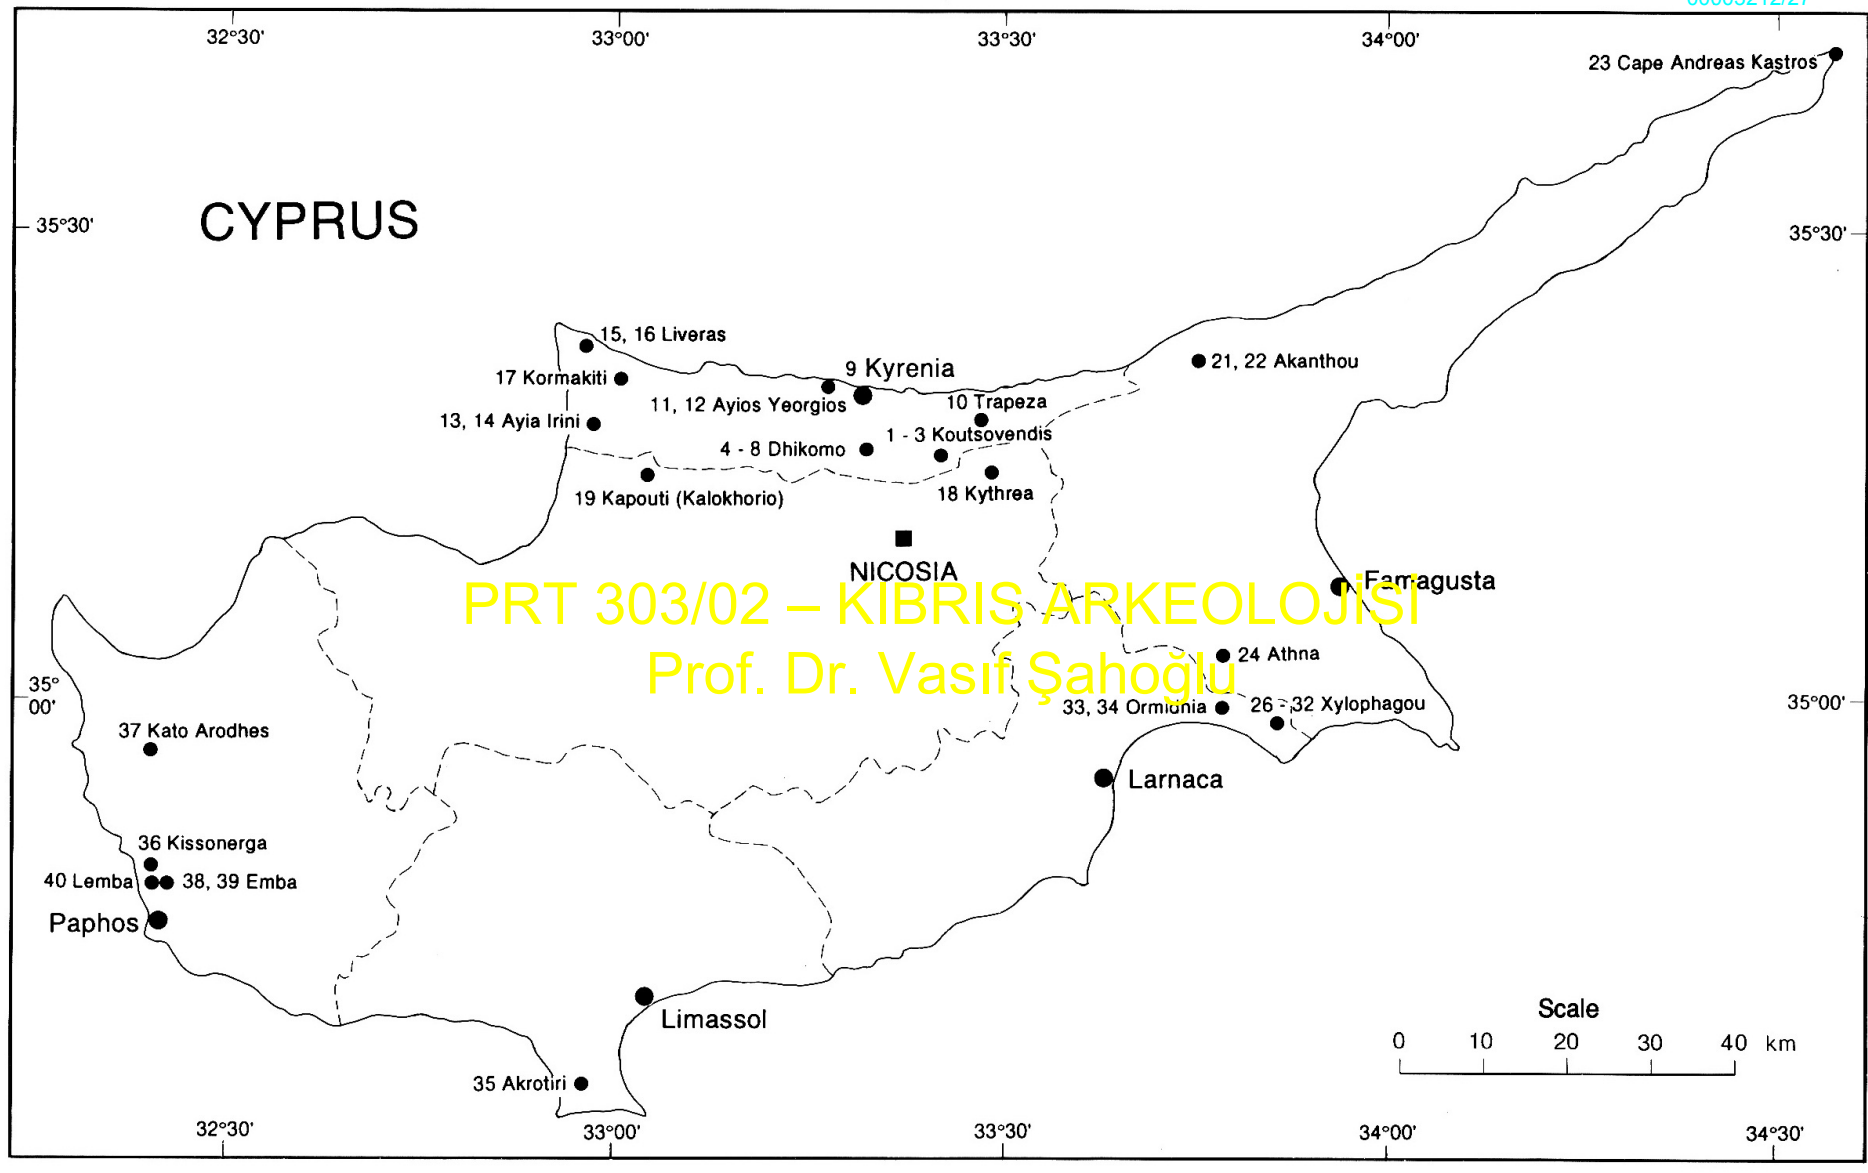 32°30'
33°00'
33°30'
34°00'
23 Cape Andreas Kastros
CYPRUS
35°30'
35°30'
15, 16 Liveras
17 Kormakiti
9 Kyrenia
21, 22 Akanthou
11, 12 Ayios Yeorgios
10 Trapeza
13, 14 Ayia Irini
1 - 3 Koutsovendis
4 - 8 Dhikomo
19 Kapouti (Kalokhorio)
18 Kythrea
NICOSIA
Famagusta
PRT 303/02 – KIBRIS ARKEOLOJİSİ
Prof. Dr. Vasıf Şahoğlu
24 Athna
35°
00'
33, 34 Ormidhia
26 - 32 Xylophagou
35°00'
37 Kato Arodhes
Larnaca
36 Kissonerga
40 Lemba
38, 39 Emba
Paphos
Limassol
Scale
0 10 20 30 40 km
35 Akrotiri
32°30'
33°00'
33°30'
34°00'
34°30'